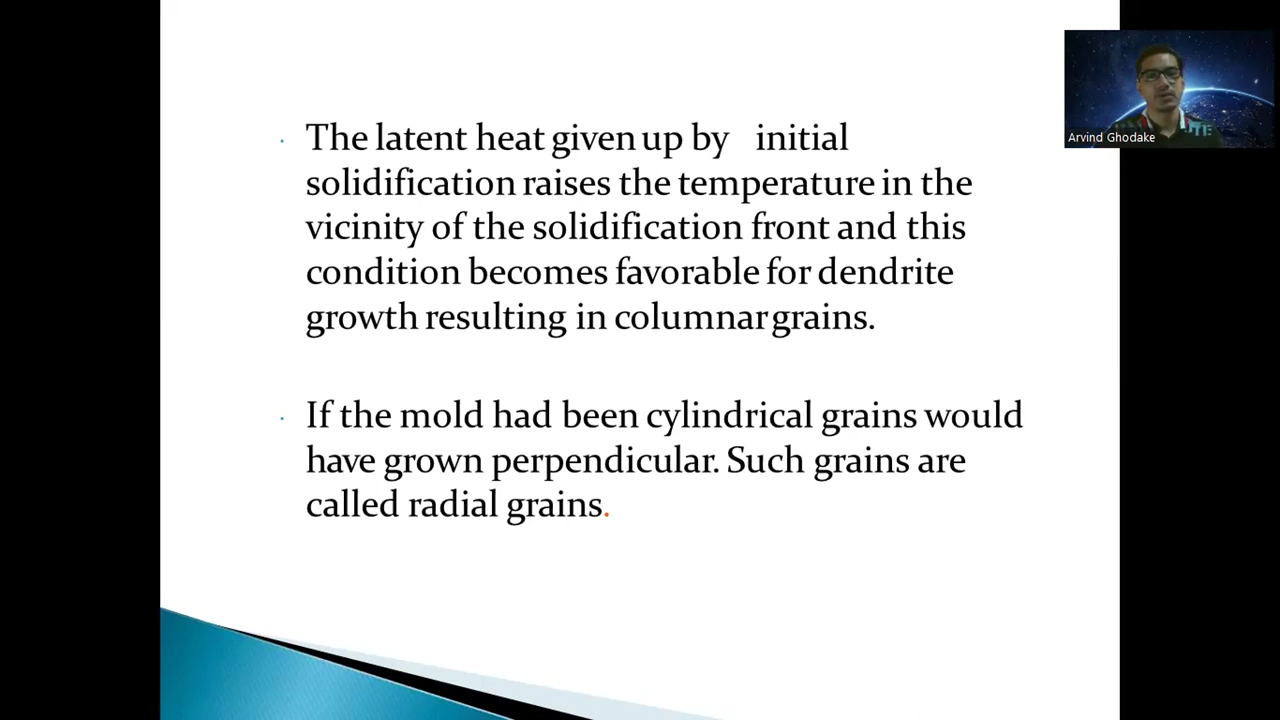 The latent heat given up by initial
solidification raises the temperature in the
vicinity of the solidification front and this
condition becomes favorable for dendrite
growth resulting in columnar grains.
If the mold had been cylindrical grains would
have grown perpendicular. Such grains are
called radial grains.
Arvind Ghodake